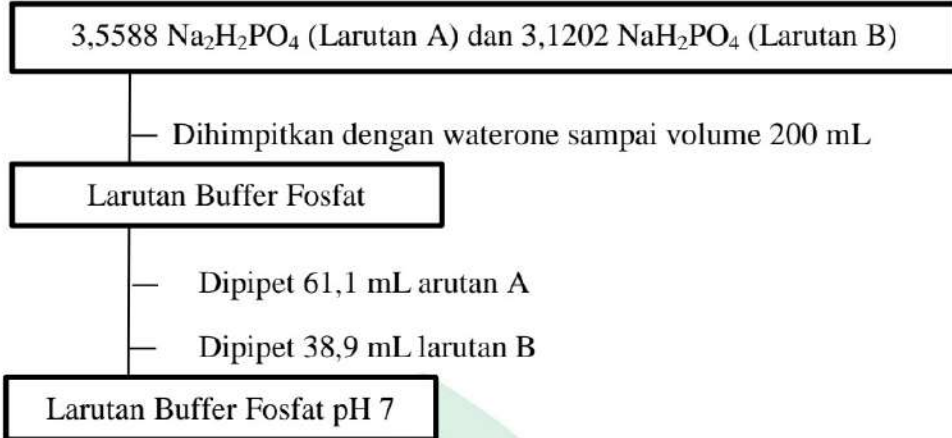 3,5588 Na₂H₂PO₄ (Larutan A) dan 3,1202 NaH₂PO₄ (Larutan B)
Dihimpitkan dengan waterone sampai volume 200 mL
Larutan Buffer Fosfat
Dipipet 61,1 mL arutan A
Dipipet 38,9 mL larutan B
Larutan Buffer Fosfat pH 7